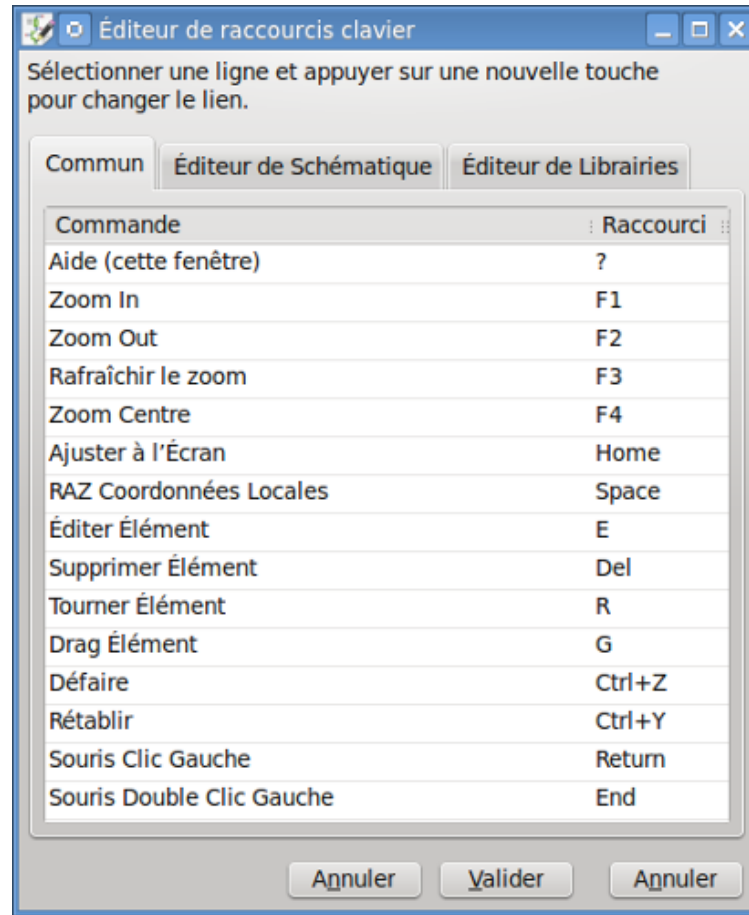 Éditeur de raccourcis clavier
Sélectionner une ligne et appuyer sur une nouvelle touche
pour changer le lien.
Commun Éditeur de Schématique Éditeur de Librairies
Commande Raccourci
Aide (cette fenêtre) ?
Zoom In F1
Zoom Out F2
Rafraîchir le zoom F3
Zoom Centre F4
Ajuster à l'Écran Home
RAZ Coordonnées Locales Space
Éditer Élément E
Supprimer Élément Del
Tourner Élément R
Drag Élément G
Défaire Ctrl+Z
Rétablir Ctrl+Y
Souris Clic Gauche Return
Souris Double Clic Gauche End
Annuler Valider Annuler